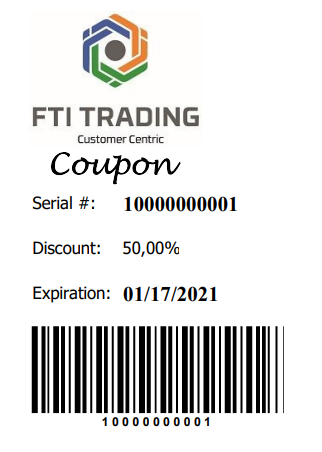 FTI TRADING
Customer Centric
Coupon
Serial #: 10000000001
Discount: 50,00%
Expiration: 01/17/2021
10000000001